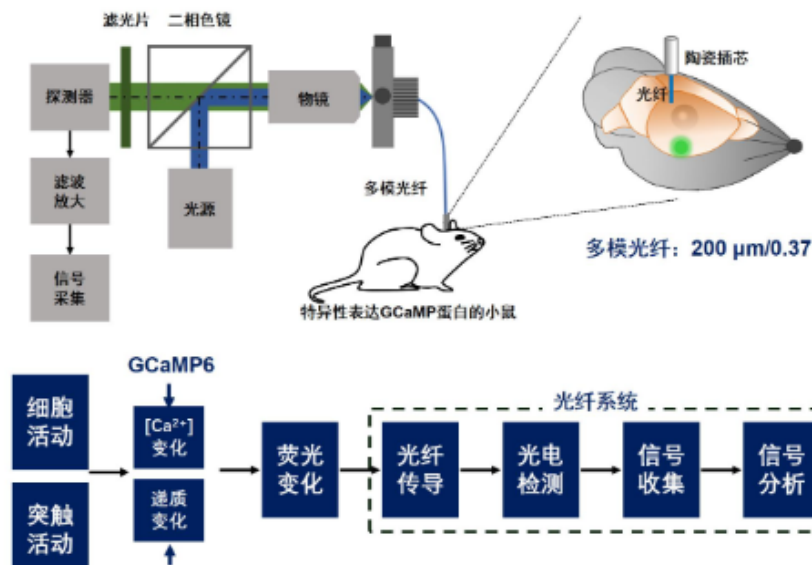 滤光片 二相色镜
探测器
物镜
陶瓷插芯
光纤
滤波
放大
光源
多模光纤
信号
采集
多模光纤：200 μm/0.37
特异性表达GCaMP蛋白的小鼠
GCaMP6
光纤系统
细胞
活动
[Ca²⁺]
变化
荧光
变化
光纤
传导
光电
检测
信号
收集
信号
分析
突触
活动
递质
变化